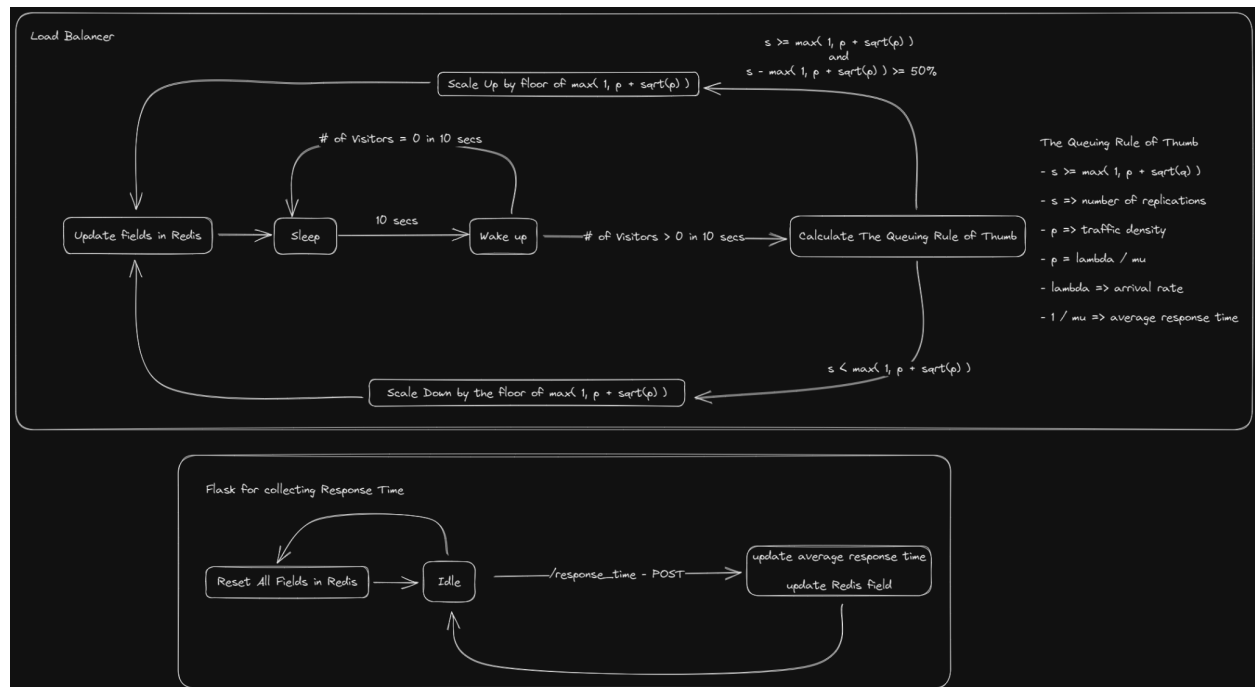 Load Balancer
s >= max( 1, p + sqrt(p) )
and
s - max( 1, p + sqrt(p) ) >= 50%
Scale Up by floor of max( 1, p + sqrt(p) )
# of Visitors = 0 in 10 secs
The Queuing Rule of Thumb
- s >= max( 1, p + sqrt(q) )
- s => number of replications
- p => traffic density
- p = lambda / mu
- lambda => arrival rate
- 1 / mu => average response time
Update fields in Redis
Sleep
10 secs
Wake up
# of Visitors > 0 in 10 secs
Calculate The Queuing Rule of Thumb
s < max( 1, p + sqrt(p) )
Scale Down by the floor of max( 1, p + sqrt(p) )
Flask for collecting Response Time
Reset All Fields in Redis
Idle
/response_time - POST
update average response time
update Redis field